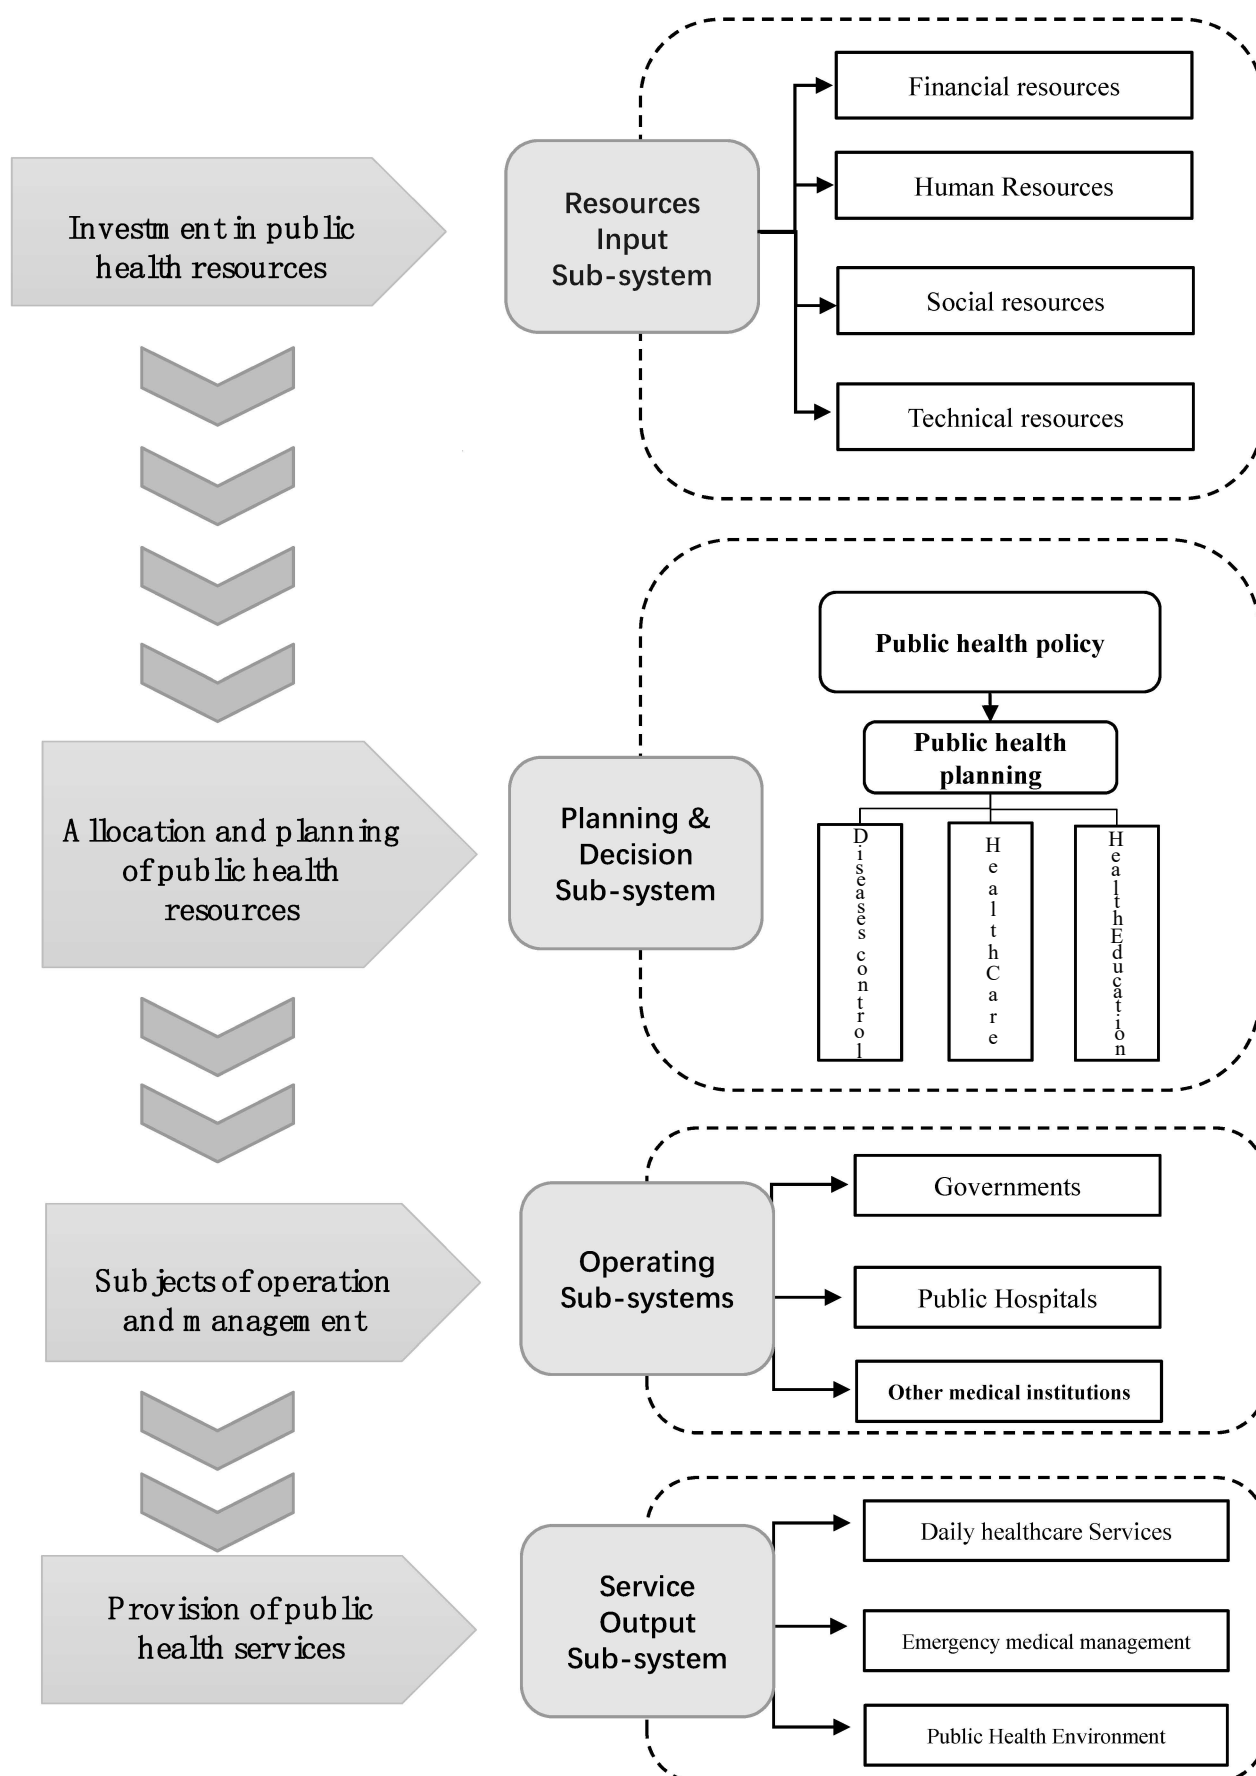 Financial resources
Human Resources
Social resources
Technical resources
Investment in public
health resources
Resources
Input
Sub-system
Public health policy
Public health
planning
Diseases control
HealthCare
HealthEducation
Allocation and planning
of public health
resources
Planning &
Decision
Sub-system
Governments
Public Hospitals
Other medical institutions
Subjects of operation
and management
Operating
Sub-systems
Daily healthcare Services
Emergency medical management
Public Health Environment
Provision of public
health services
Service
Output
Sub-system